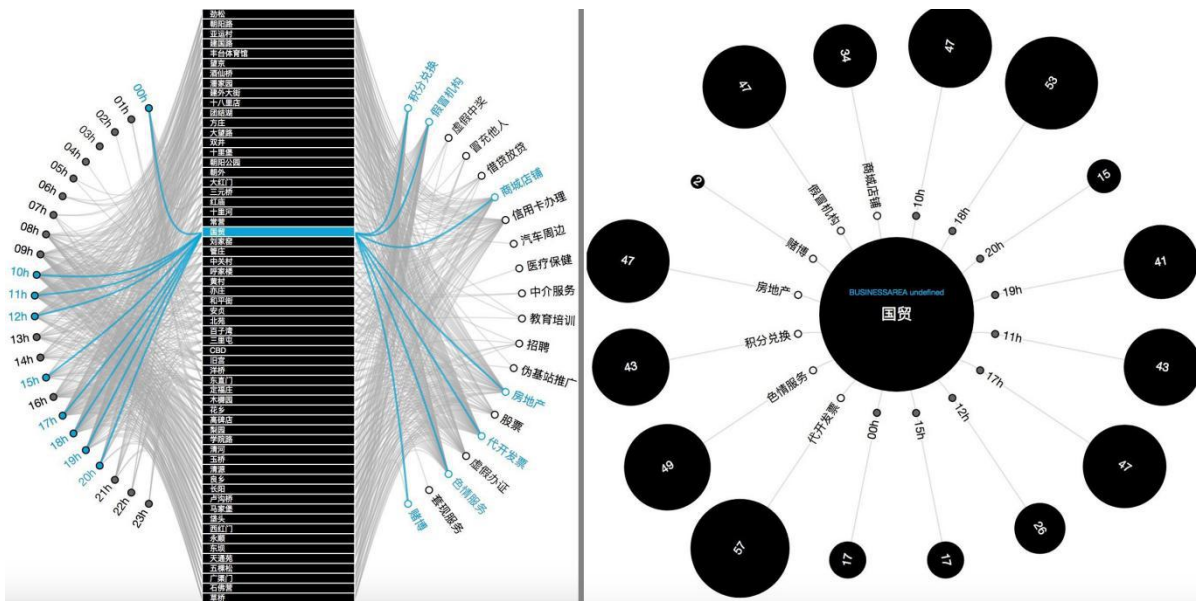 00h
01h
02h
03h
04h
05h
06h
07h
08h
09h
10h
11h
12h
13h
14h
15h
16h
17h
18h
19h
20h
21h
22h
23h
劲松
朝阳路
亚运村
建国路
丰台体育馆
望京
酒仙桥
潘家园
建外大街
十八里店
团结湖
方庄
大望路
双井
十里堡
朝阳公园
朝外
大红门
三元桥
红庙
十里河
常营
国贸
刘家窑
管庄
中关村
呼家楼
黄村
亦庄
和平街
安贞
北苑
百子湾
三里屯
CBD
旧宫
洋桥
东直门
定福庄
木樨园
花乡
高碑店
梨园
学院路
清河
玉桥
清源
良乡
长阳
卢沟桥
马家堡
垡头
西红门
永顺
东坝
天通苑
五棵松
广渠门
石佛营
草桥
积分兑换
假冒机构
虚假中奖
冒充他人
借贷放贷
商城店铺
信用卡办理
汽车周边
医疗保健
中介服务
教育培训
招聘
伪基站推广
房地产
股票
代开发票
虚假办证
色情服务
套现服务
赌博
BUSINESSAREA undefined
国贸
10h
47
18h
53
20h
15
19h
41
11h
43
17h
47
12h
26
15h
17
00h
17
代开发票
57
色情服务
49
积分兑换
43
房地产
47
赌博
2
假冒机构
47
商城店铺
34